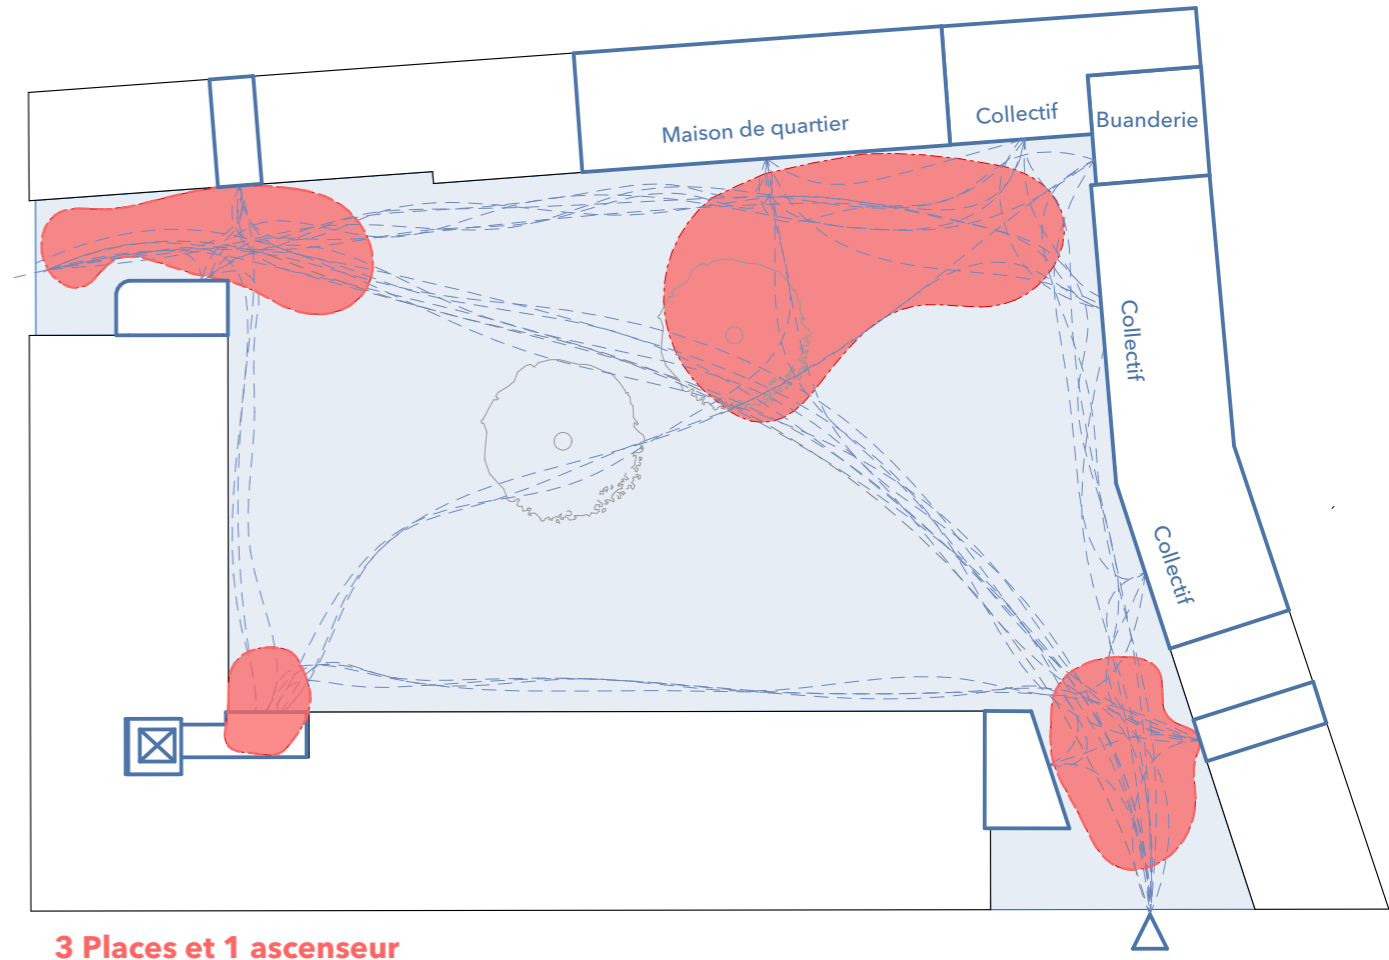 Maison de quartier
Collectif
Buanderie
Collectif
Collectif
3 Places et 1 ascenseur